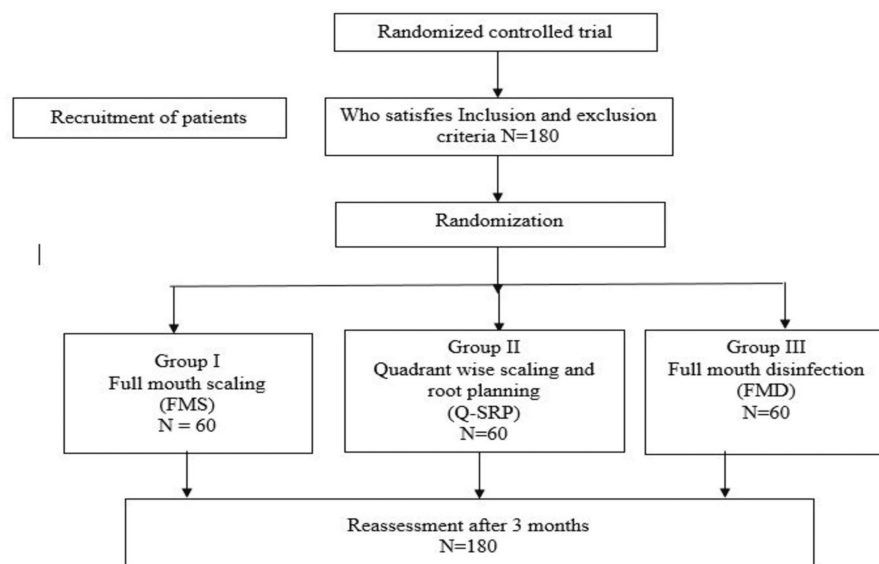 Randomized controlled trial
Recruitment of patients
Who satisfies Inclusion and exclusion
criteria N=180
Randomization
Group I
Full mouth scaling
(FMS)
N = 60
Group II
Quadrant wise scaling and
root planning
(Q-SRP)
N=60
Group III
Full mouth disinfection
(FMD)
N=60
Reassessment after 3 months
N=180